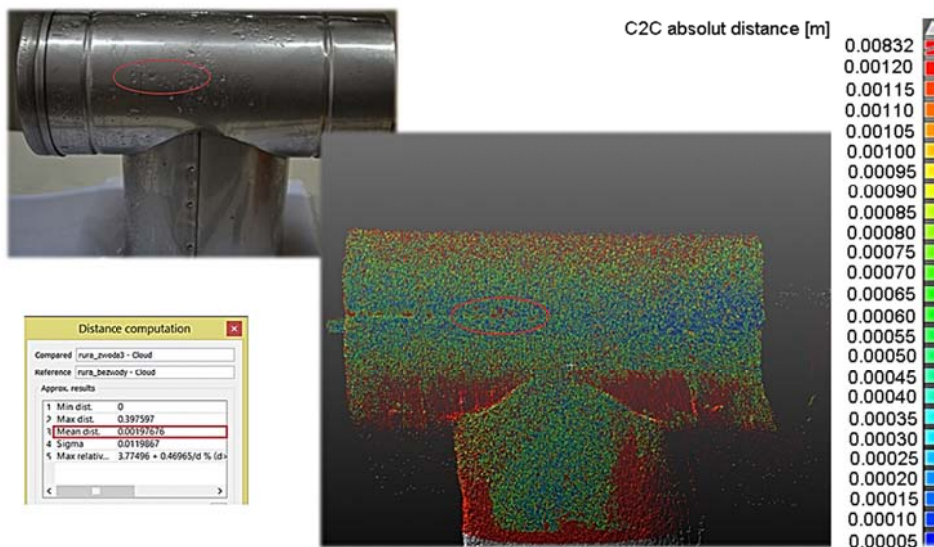 C2C absolut distance [m]
0.00832
0.00120
0.00115
0.00110
0.00105
0.00100
0.00095
0.00090
0.00085
0.00080
0.00075
0.00070
0.00065
0.00060
0.00055
0.00050
0.00045
0.00040
0.00035
0.00030
0.00025
0.00020
0.00015
0.00010
0.00005
Distance computation
Compared rura_zwoda3 - Cloud
Reference rura_bezwody - Cloud
Approx. results
1 Min dist. 0
2 Max dist. 0.397597
3 Mean dist. 0.00197676
4 Sigma 0.0119867
5 Max relativ... 3.77496 + 0.46965/d % (d>